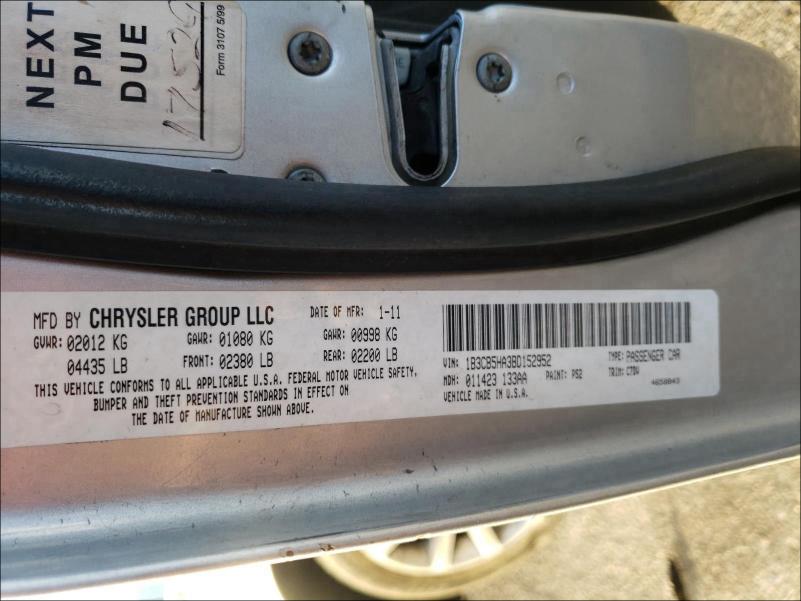 NEXT
PM
DUE
Form 3107 5/99
MFD BY CHRYSLER GROUP LLC
DATE OF MFR: 1-11
GVWR: 02012 KG GAWR: 01080 KG GAWR: 00998 KG
04435 LB FRONT: 02380 LB REAR: 02200 LB
THIS VEHICLE CONFORMS TO ALL APPLICABLE U.S.A. FEDERAL MOTOR VEHICLE SAFETY,
BUMPER AND THEFT PREVENTION STANDARDS IN EFFECT ON
THE DATE OF MANUFACTURE SHOWN ABOVE.
VIN: 1B3CB5HA3BD152952 TYPE: PASSENGER CAR
MDH: 011423 133AA PAINT: PS2 TRIM: C7DV
VEHICLE MADE IN U.S.A. 4658843